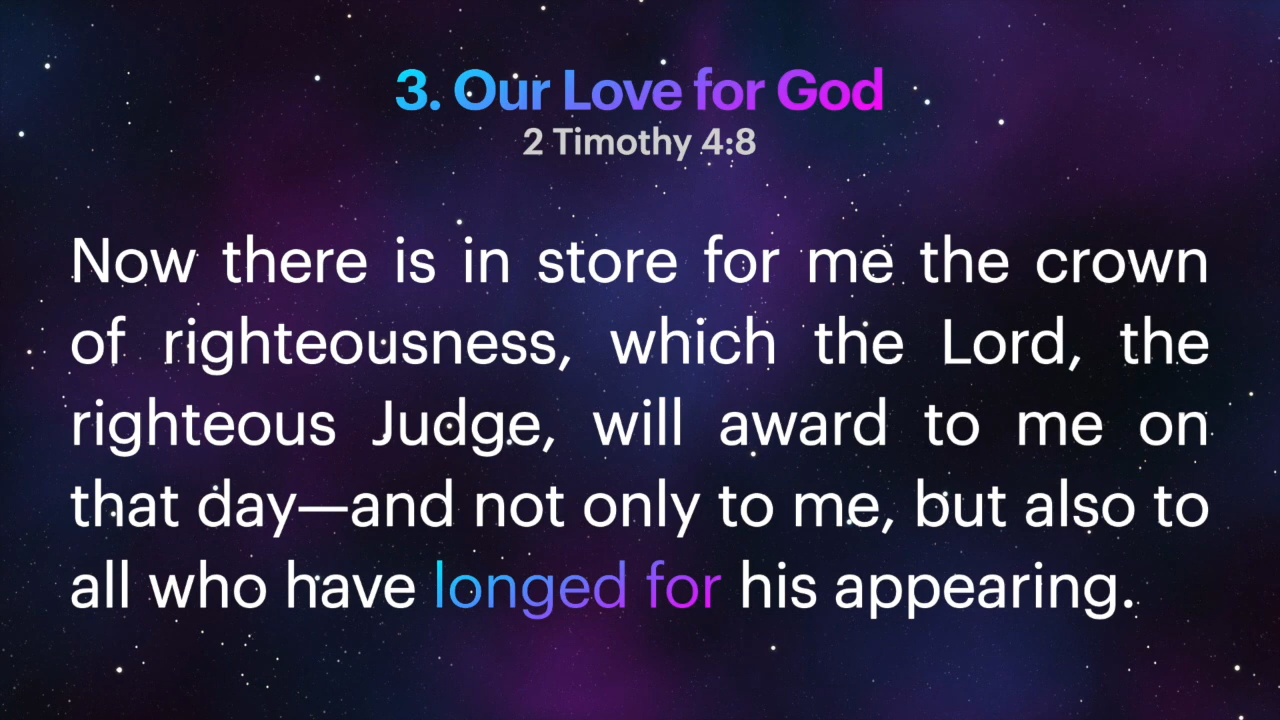 3. Our Love for God
2 Timothy 4:8
Now there is in store for me the crown
of righteousness, which the Lord, the
righteous Judge, will award to me on
that day—and not only to me, but also to
all who have longed for his appearing.